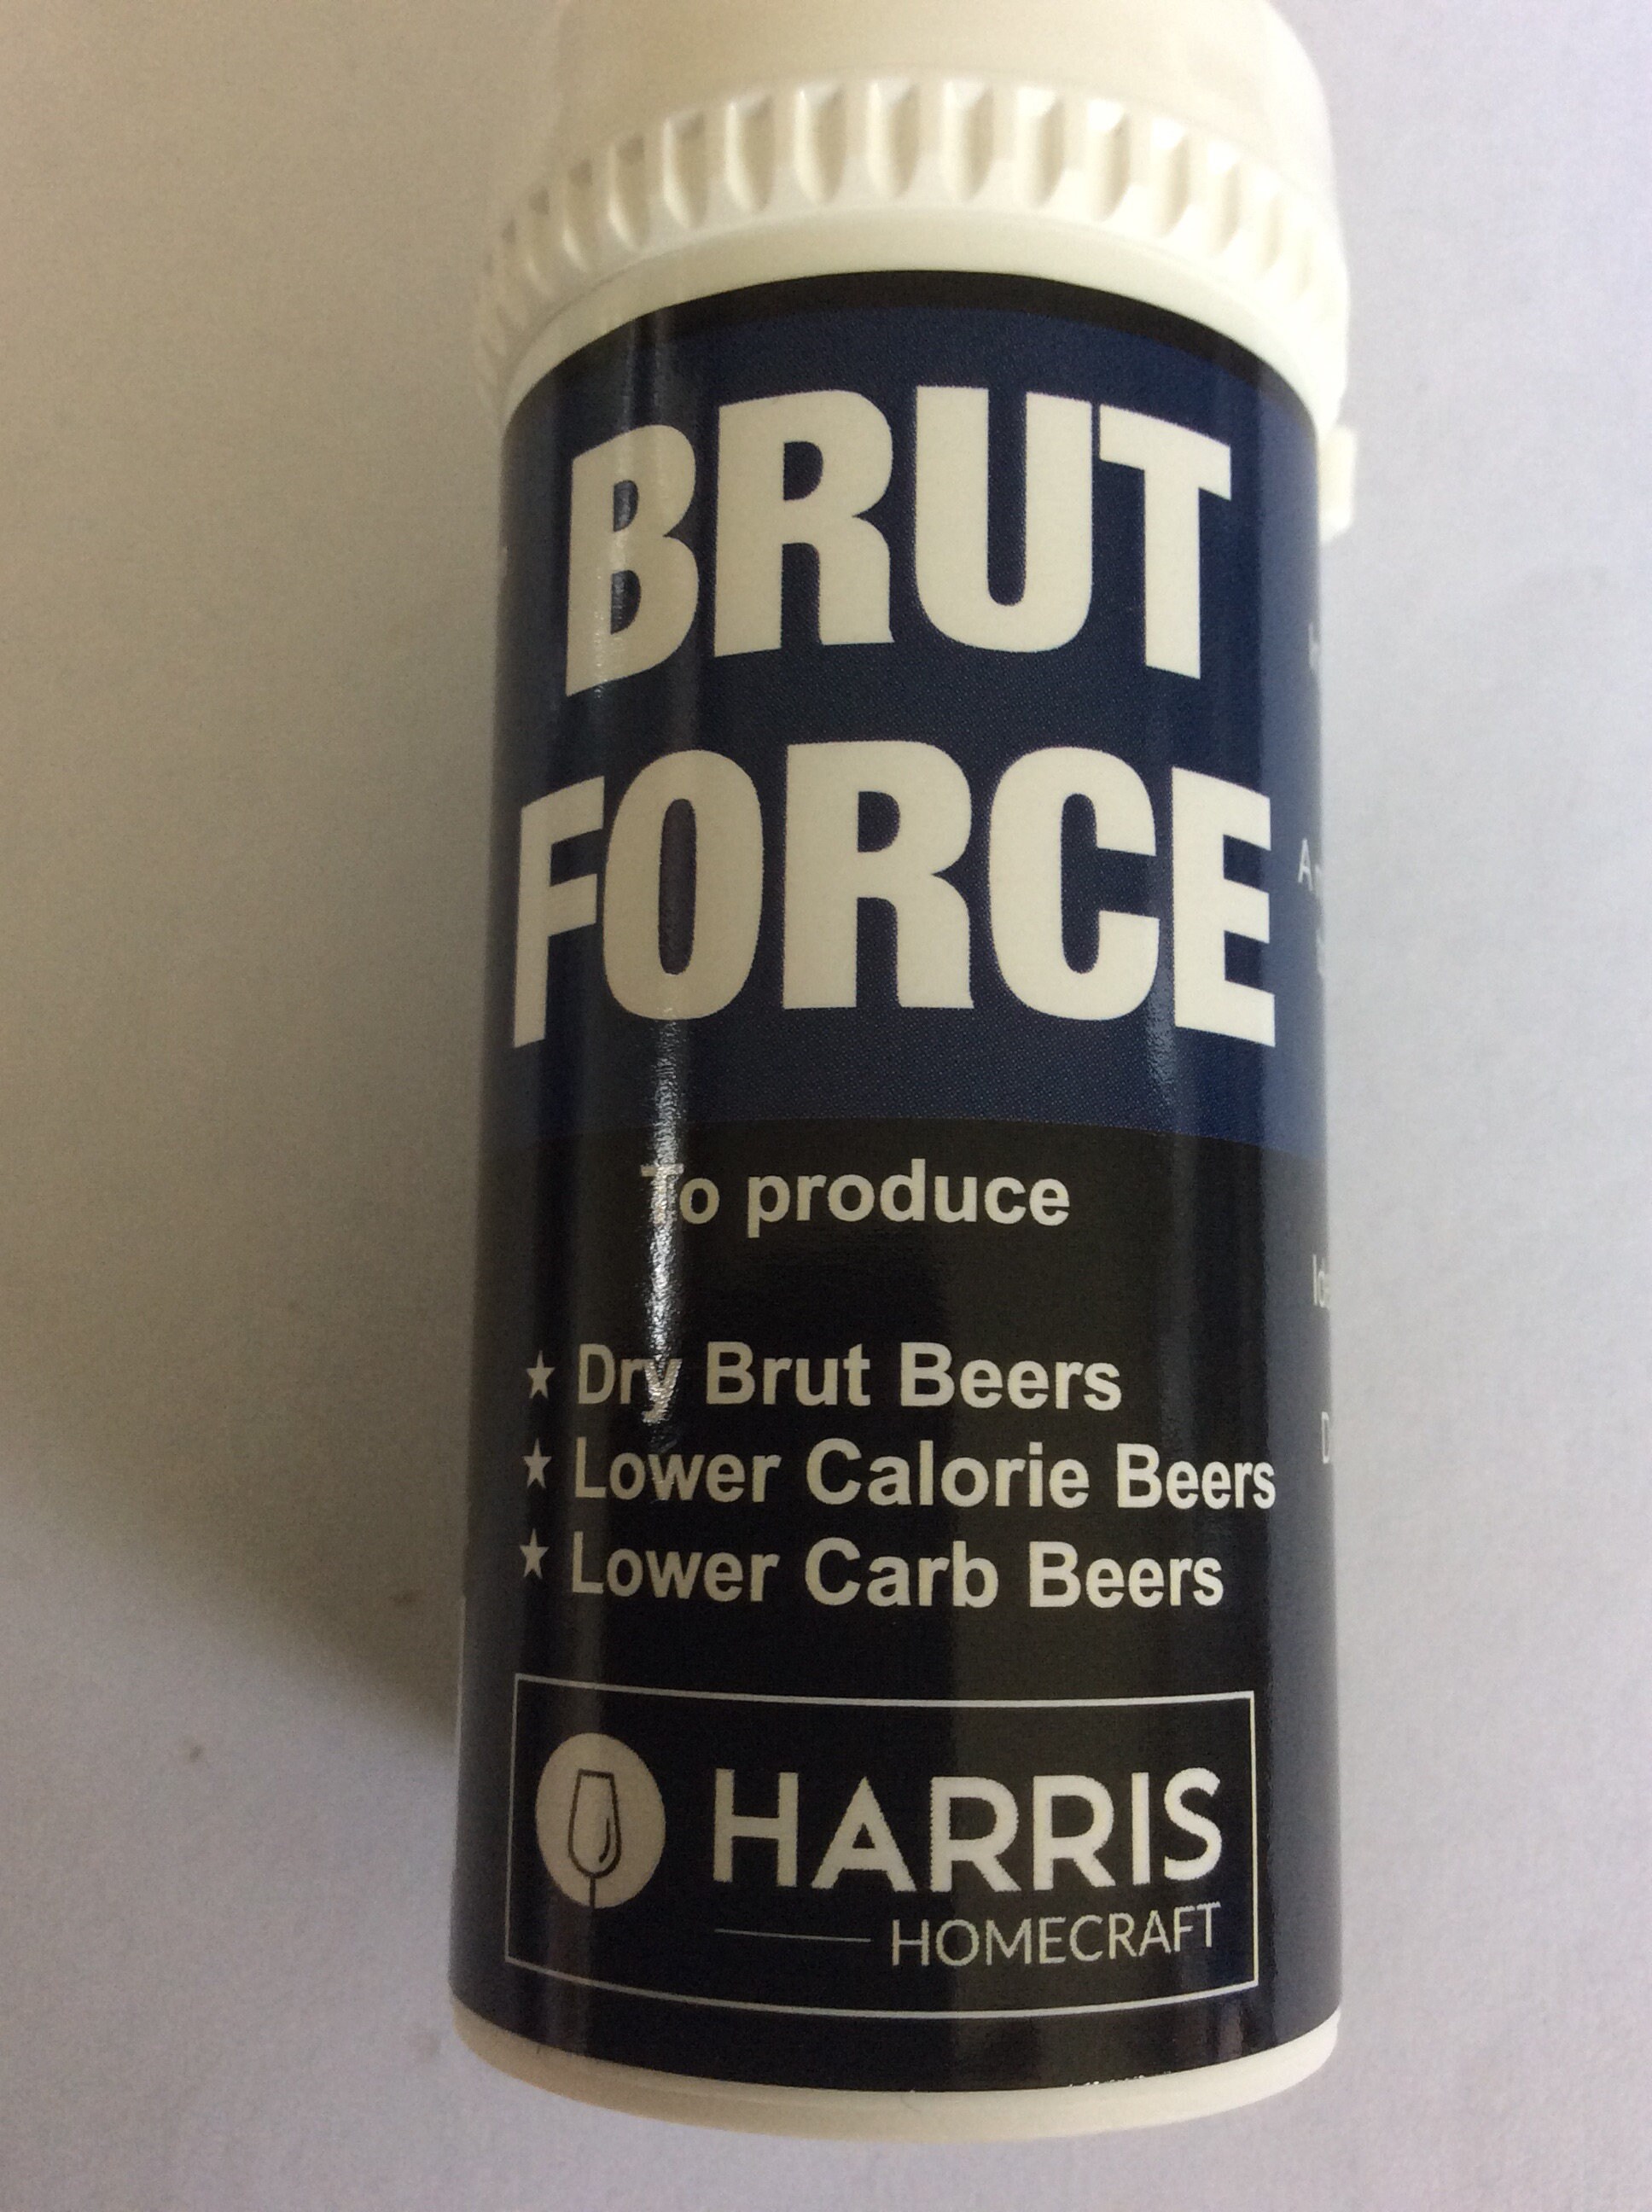 BRUT
FORCE
To produce
★ Dry Brut Beers
★ Lower Calorie Beers
★ Lower Carb Beers
HARRIS
HOMECRAFT